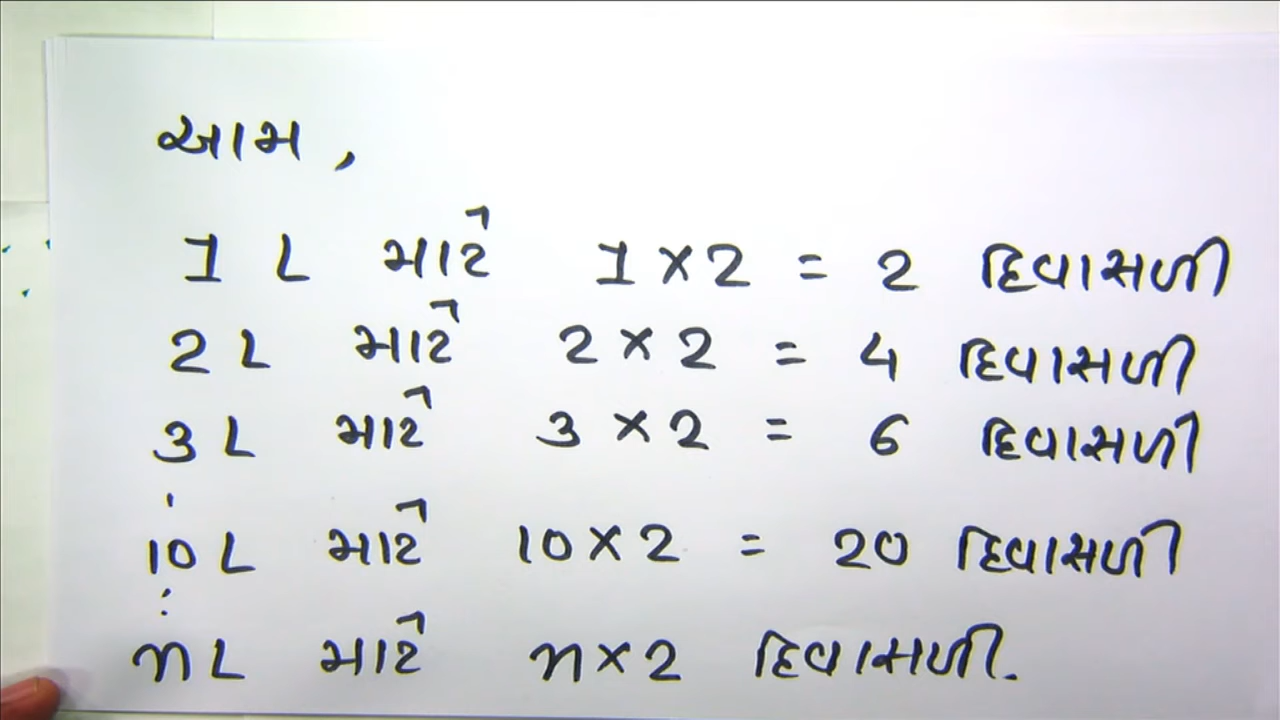 આમ ,
1 L માટે 1 × 2 = 2 દિવાસળી
2 L માટે 2 × 2 = 4 દિવાસળી
3 L માટે 3 × 2 = 6 દિવાસળી
:
10 L માટે 10 × 2 = 20 દિવાસળી
:
n L માટે n × 2 દિવાસળી.